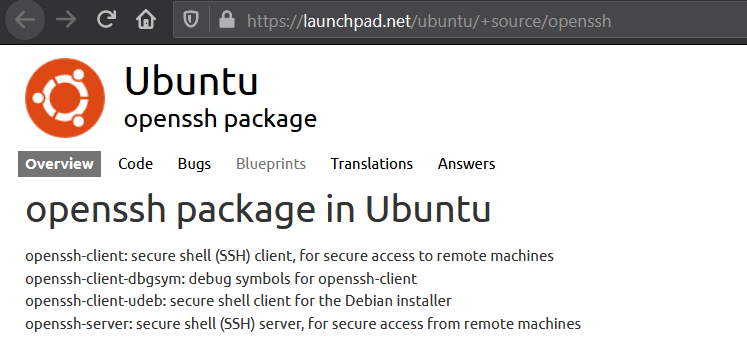 https://launchpad.net/ubuntu/+source/openssh
Ubuntu
openssh package
Overview Code Bugs Blueprints Translations Answers
openssh package in Ubuntu
openssh-client: secure shell (SSH) client, for secure access to remote machines
openssh-client-dbgsym: debug symbols for openssh-client
openssh-client-udeb: secure shell client for the Debian installer
openssh-server: secure shell (SSH) server, for secure access from remote machines